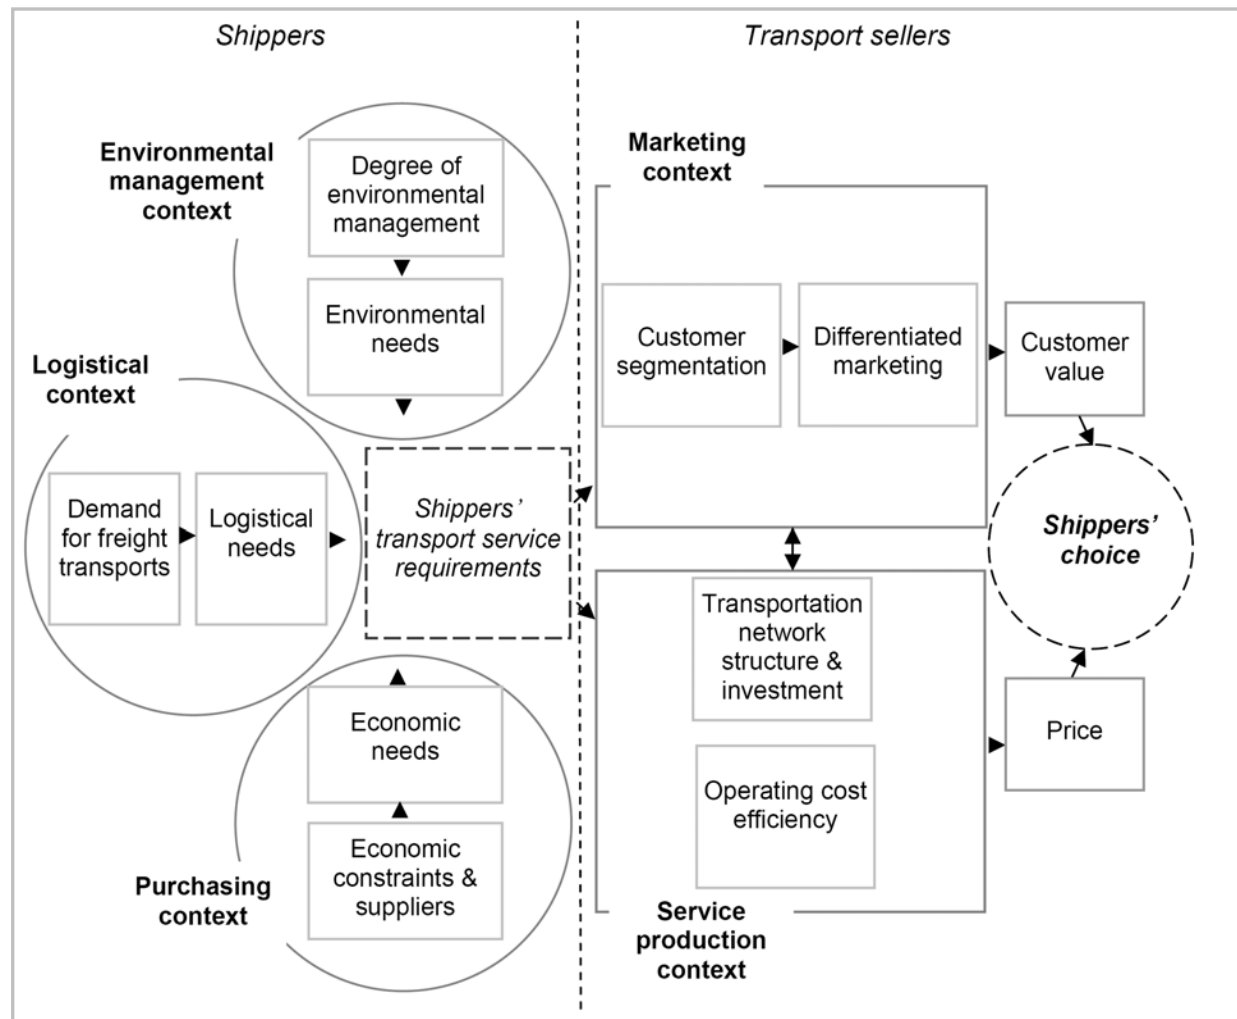 Shippers
Transport sellers
Environmental
management
context
Degree of
environmental
management
Environmental
needs
Logistical
context
Demand
for freight
transports
Logistical
needs
Shippers’
transport service
requirements
Economic
needs
Economic
constraints &
suppliers
Purchasing
context
Marketing
context
Customer
segmentation
Differentiated
marketing
Customer
value
Shippers’
choice
Transportation
network
structure &
investment
Operating cost
efficiency
Price
Service
production
context